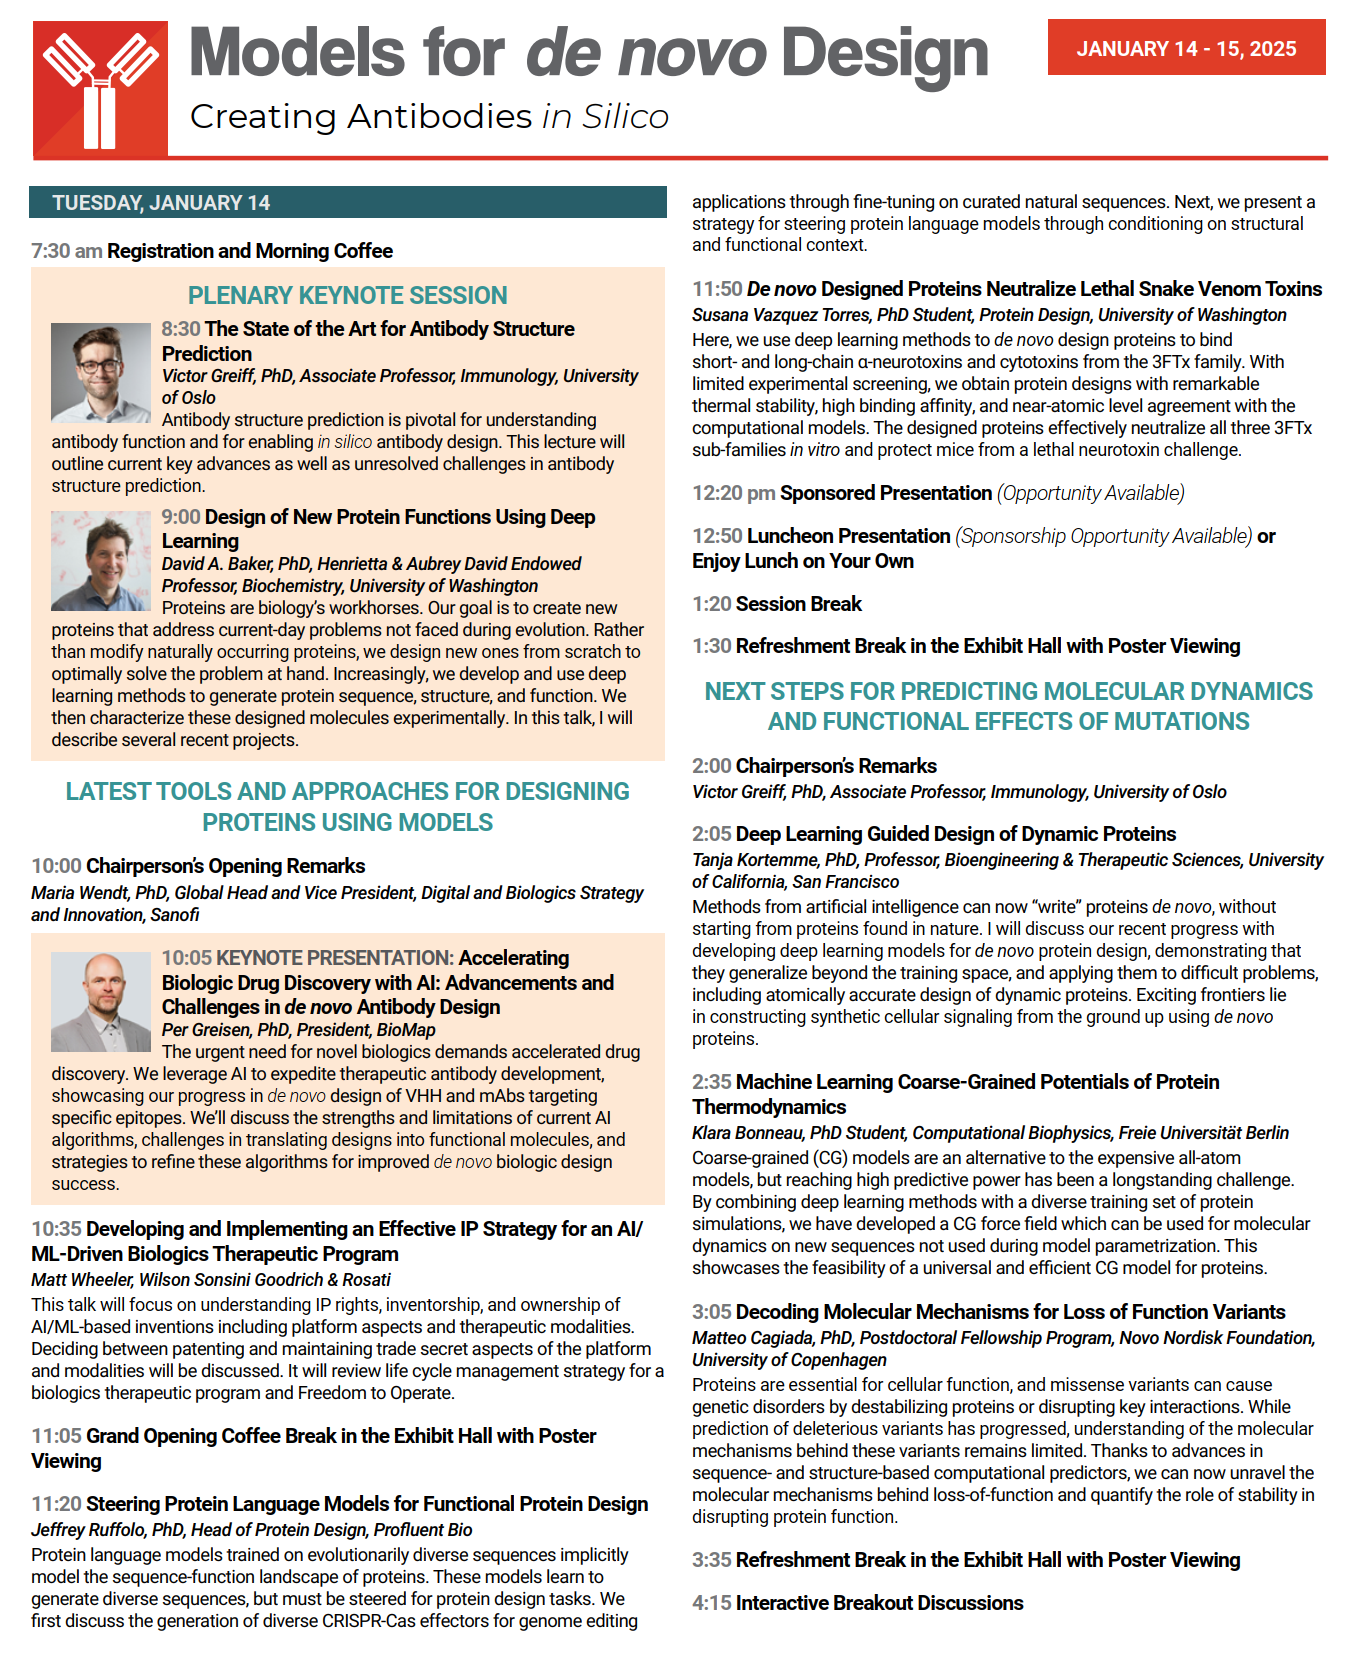 Models for de novo Design
Creating Antibodies in Silico
JANUARY 14 - 15, 2025
TUESDAY, JANUARY 14
7:30 am Registration and Morning Coffee
PLENARY KEYNOTE SESSION
8:30 The State of the Art for Antibody Structure
Prediction
Victor Greiff, PhD, Associate Professor, Immunology, University
of Oslo
Antibody structure prediction is pivotal for understanding
antibody function and for enabling in silico antibody design. This lecture will
outline current key advances as well as unresolved challenges in antibody
structure prediction.
9:00 Design of New Protein Functions Using Deep
Learning
David A. Baker, PhD, Henrietta & Aubrey David Endowed
Professor, Biochemistry, University of Washington
Proteins are biology's workhorses. Our goal is to create new
proteins that address current-day problems not faced during evolution. Rather
than modify naturally occurring proteins, we design new ones from scratch to
optimally solve the problem at hand. Increasingly, we develop and use deep
learning methods to generate protein sequence, structure, and function. We
then characterize these designed molecules experimentally. In this talk, I will
describe several recent projects.
LATEST TOOLS AND APPROACHES FOR DESIGNING
PROTEINS USING MODELS
10:00 Chairperson's Opening Remarks
Maria Wendt, PhD, Global Head and Vice President, Digital and Biologics Strategy
and Innovation, Sanofi
10:05 KEYNOTE PRESENTATION: Accelerating
Biologic Drug Discovery with AI: Advancements and
Challenges in de novo Antibody Design
Per Greisen, PhD, President, BioMap
The urgent need for novel biologics demands accelerated drug
discovery. We leverage AI to expedite therapeutic antibody development,
showcasing our progress in de novo design of VHH and mAbs targeting
specific epitopes. We'll discuss the strengths and limitations of current AI
algorithms, challenges in translating designs into functional molecules, and
strategies to refine these algorithms for improved de novo biologic design
success.
10:35 Developing and Implementing an Effective IP Strategy for an AI/
ML-Driven Biologics Therapeutic Program
Matt Wheeler, Wilson Sonsini Goodrich & Rosati
This talk will focus on understanding IP rights, inventorship, and ownership of
AI/ML-based inventions including platform aspects and therapeutic modalities.
Deciding between patenting and maintaining trade secret aspects of the platform
and modalities will be discussed. It will review life cycle management strategy for a
biologics therapeutic program and Freedom to Operate.
11:05 Grand Opening Coffee Break in the Exhibit Hall with Poster
Viewing
11:20 Steering Protein Language Models for Functional Protein Design
Jeffrey Ruffolo, PhD, Head of Protein Design, Profluent Bio
Protein language models trained on evolutionarily diverse sequences implicitly
model the sequence-function landscape of proteins. These models learn to
generate diverse sequences, but must be steered for protein design tasks. We
first discuss the generation of diverse CRISPR-Cas effectors for genome editing
applications through fine-tuning on curated natural sequences. Next, we present a
strategy for steering protein language models through conditioning on structural
and functional context.
11:50 De novo Designed Proteins Neutralize Lethal Snake Venom Toxins
Susana Vazquez Torres, PhD Student, Protein Design, University of Washington
Here, we use deep learning methods to de novo design proteins to bind
short- and long-chain α-neurotoxins and cytotoxins from the 3FTx family. With
limited experimental screening, we obtain protein designs with remarkable
thermal stability, high binding affinity, and near-atomic level agreement with the
computational models. The designed proteins effectively neutralize all three 3FTx
sub-families in vitro and protect mice from a lethal neurotoxin challenge.
12:20 pm Sponsored Presentation (Opportunity Available)
12:50 Luncheon Presentation (Sponsorship Opportunity Available) or
Enjoy Lunch on Your Own
1:20 Session Break
1:30 Refreshment Break in the Exhibit Hall with Poster Viewing
NEXT STEPS FOR PREDICTING MOLECULAR DYNAMICS
AND FUNCTIONAL EFFECTS OF MUTATIONS
2:00 Chairperson's Remarks
Victor Greiff, PhD, Associate Professor, Immunology, University of Oslo
2:05 Deep Learning Guided Design of Dynamic Proteins
Tanja Kortemme, PhD, Professor, Bioengineering & Therapeutic Sciences, University
of California, San Francisco
Methods from artificial intelligence can now “write” proteins de novo, without
starting from proteins found in nature. I will discuss our recent progress with
developing deep learning models for de novo protein design, demonstrating that
they generalize beyond the training space, and applying them to difficult problems,
including atomically accurate design of dynamic proteins. Exciting frontiers lie
in constructing synthetic cellular signaling from the ground up using de novo
proteins.
2:35 Machine Learning Coarse-Grained Potentials of Protein
Thermodynamics
Klara Bonneau, PhD Student, Computational Biophysics, Freie Universität Berlin
Coarse-grained (CG) models are an alternative to the expensive all-atom
models, but reaching high predictive power has been a longstanding challenge.
By combining deep learning methods with a diverse training set of protein
simulations, we have developed a CG force field which can be used for molecular
dynamics on new sequences not used during model parametrization. This
showcases the feasibility of a universal and efficient CG model for proteins.
3:05 Decoding Molecular Mechanisms for Loss of Function Variants
Matteo Cagiada, PhD, Postdoctoral Fellowship Program, Novo Nordisk Foundation,
University of Copenhagen
Proteins are essential for cellular function, and missense variants can cause
genetic disorders by destabilizing proteins or disrupting key interactions. While
prediction of deleterious variants has progressed, understanding of the molecular
mechanisms behind these variants remains limited. Thanks to advances in
sequence- and structure-based computational predictors, we can now unravel the
molecular mechanisms behind loss-of-function and quantify the role of stability in
disrupting protein function.
3:35 Refreshment Break in the Exhibit Hall with Poster Viewing
4:15 Interactive Breakout Discussions